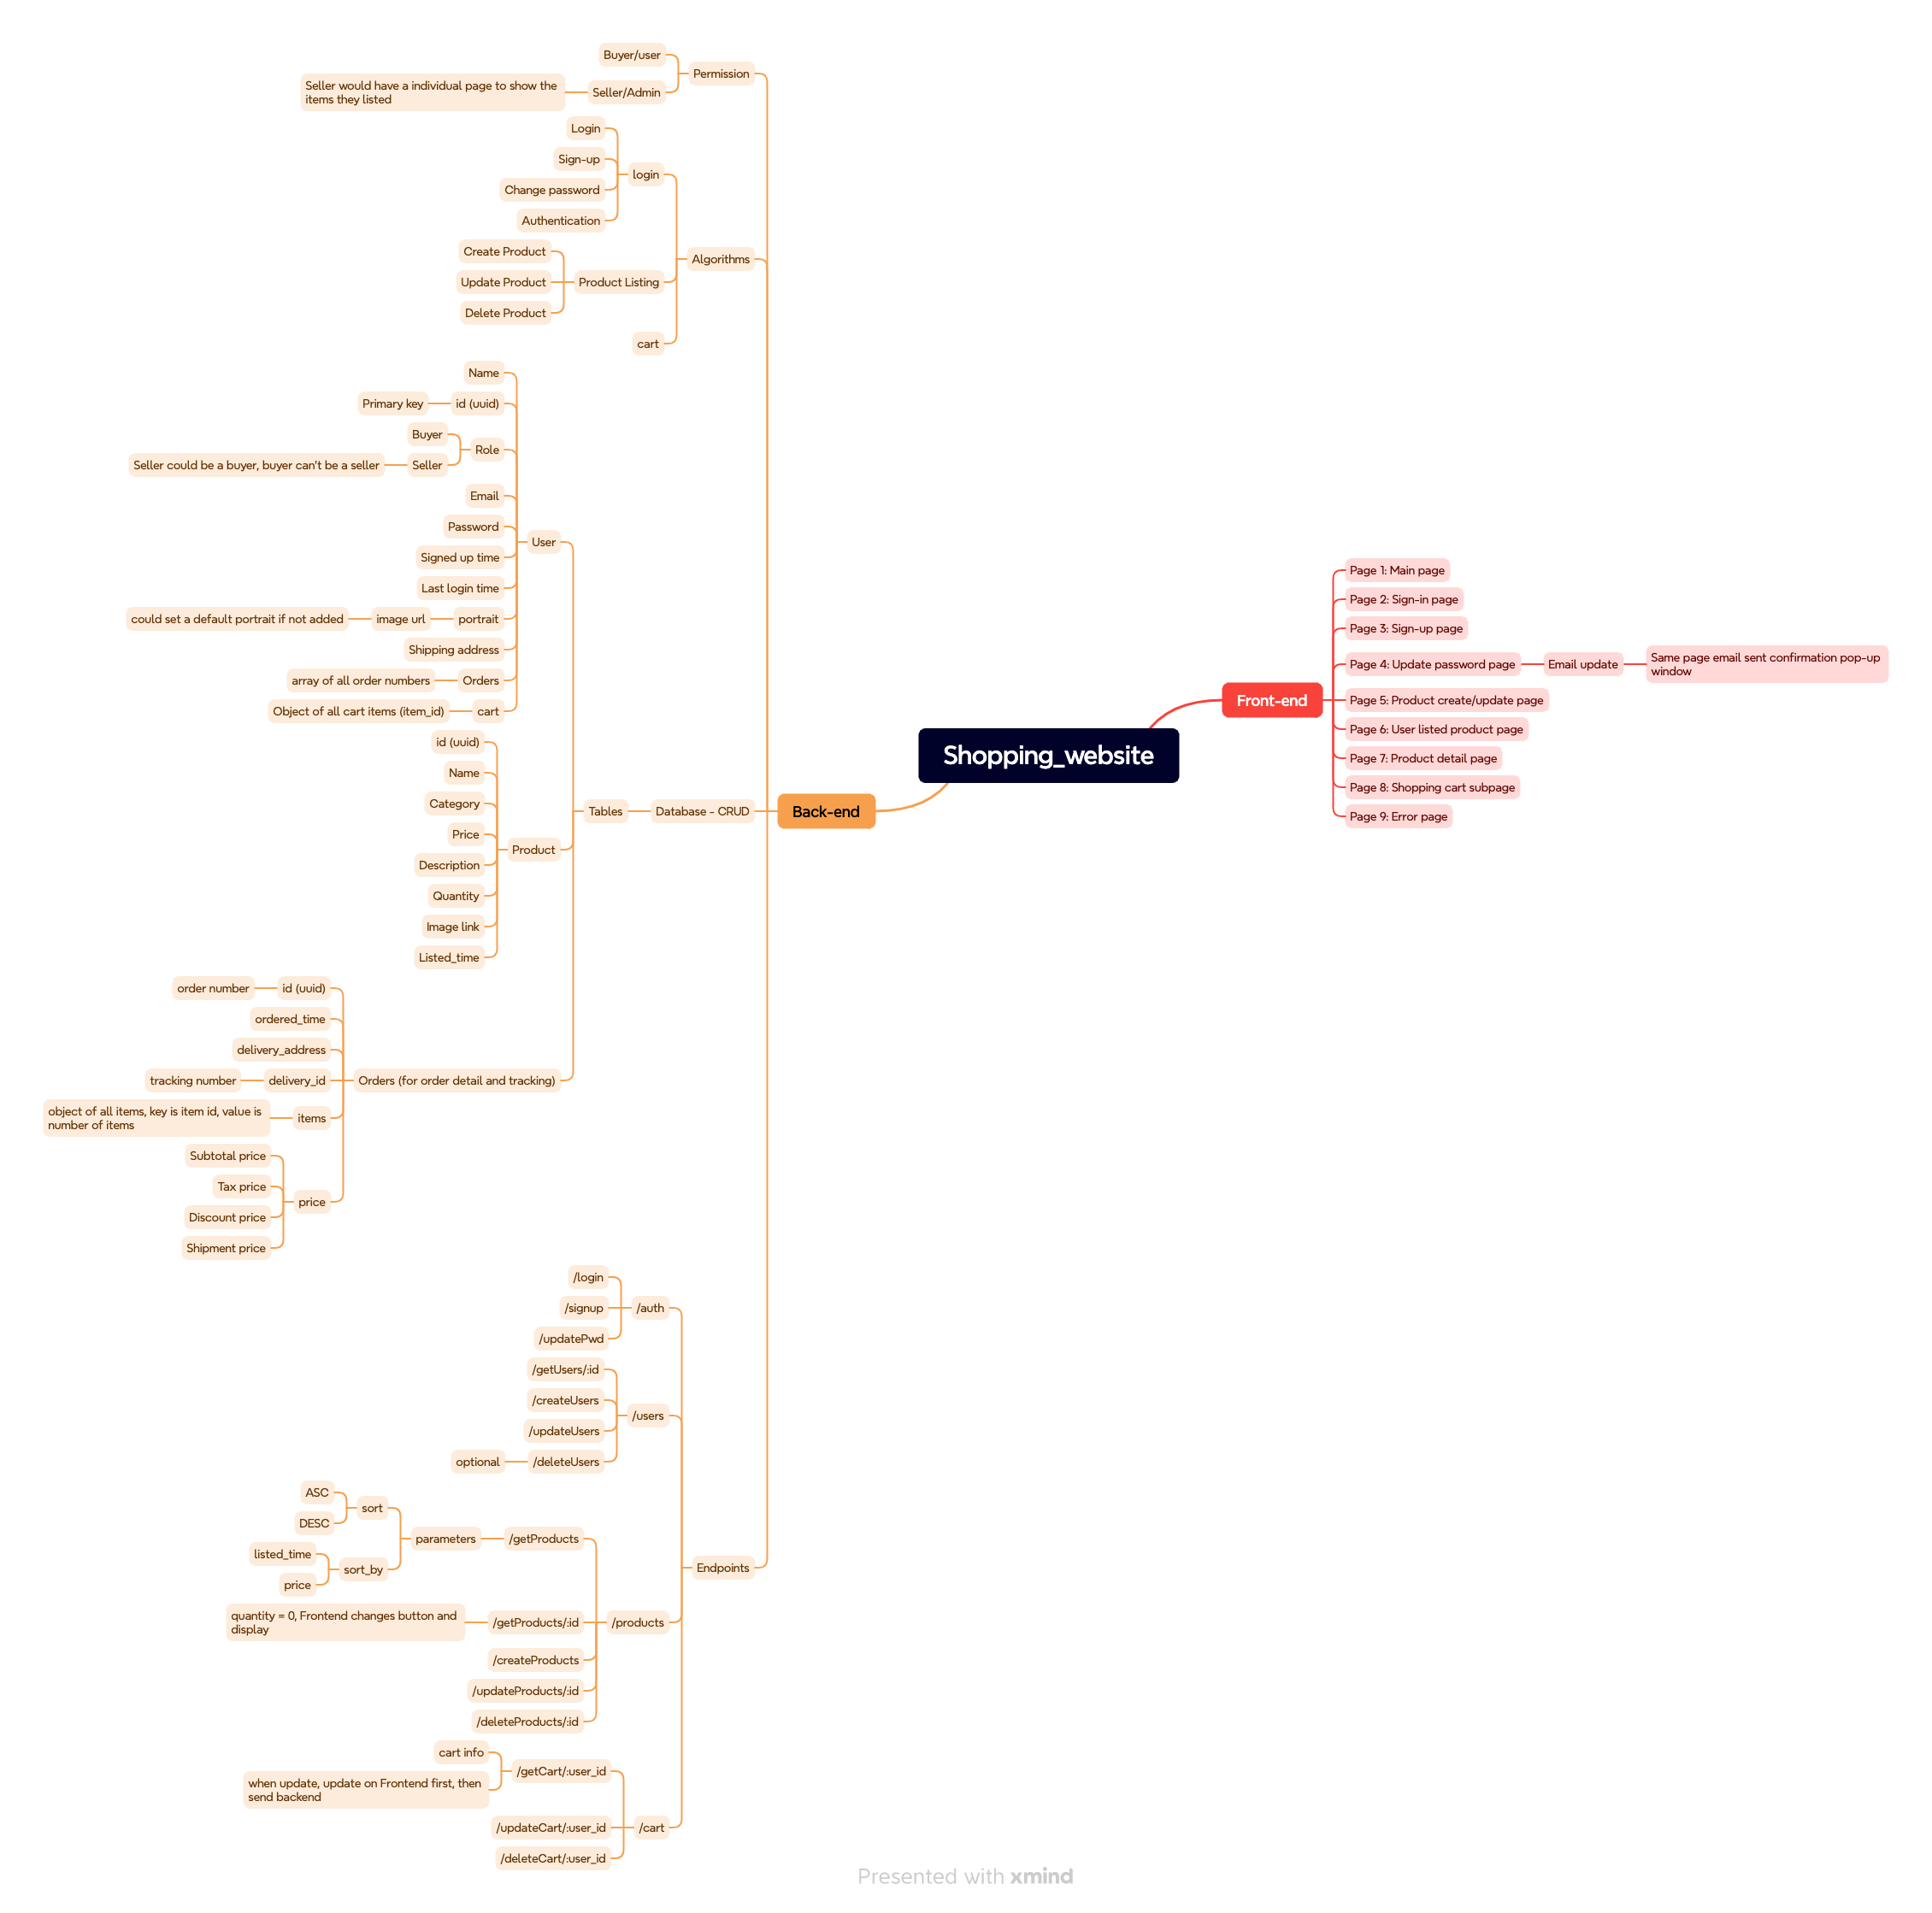 Buyer/user
Permission
Seller would have a individual page to show the
items they listed
Seller/Admin
Login
Sign-up
login
Change password
Authentication
Create Product
Algorithms
Update Product
Product Listing
Delete Product
cart
Name
Primary key
id (uuid)
Buyer
Role
Seller could be a buyer, buyer can't be a seller
Seller
Email
Password
User
Signed up time
Last login time
could set a default portrait if not added
image url
portrait
Shipping address
array of all order numbers
Orders
Object of all cart items (item_id)
cart
id (uuid)
Name
Category
Price
Description
Product
Quantity
Image link
Listed_time
Tables
Database - CRUD
Back-end
order number
id (uuid)
ordered_time
delivery_address
tracking number
delivery_id
Orders (for order detail and tracking)
object of all items, key is item id, value is
number of items
items
Subtotal price
Tax price
price
Discount price
Shipment price
/login
/signup
/auth
/updatePwd
/getUsers/:id
/createUsers
/users
/updateUsers
optional
/deleteUsers
ASC
sort
DESC
parameters
/getProducts
listed_time
sort_by
price
Endpoints
quantity = 0, Frontend changes button and
display
/getProducts/:id
/products
/createProducts
/updateProducts/:id
/deleteProducts/:id
cart info
/getCart/:user_id
when update, update on Frontend first, then
send backend
/updateCart/:user_id
/cart
/deleteCart/:user_id
Shopping_website
Front-end
Page 1: Main page
Page 2: Sign-in page
Page 3: Sign-up page
Page 4: Update password page
Email update
Same page email sent confirmation pop-up
window
Page 5: Product create/update page
Page 6: User listed product page
Page 7: Product detail page
Page 8: Shopping cart subpage
Page 9: Error page
Presented with xmind